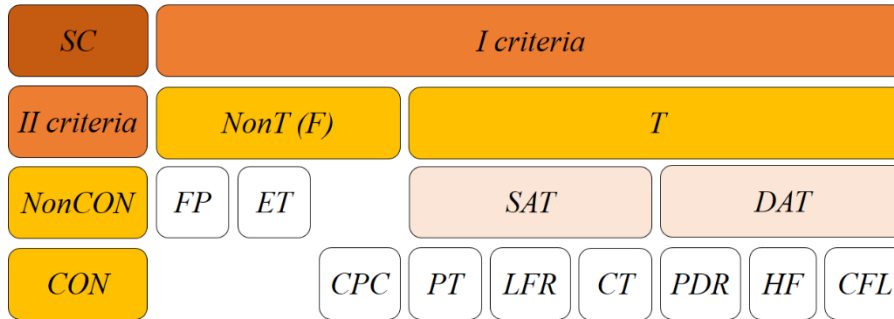 SC I criteria
II criteria NonT (F) T
NonCON FP ET SAT DAT
CON CPC PT LFR CT PDR HF CFL